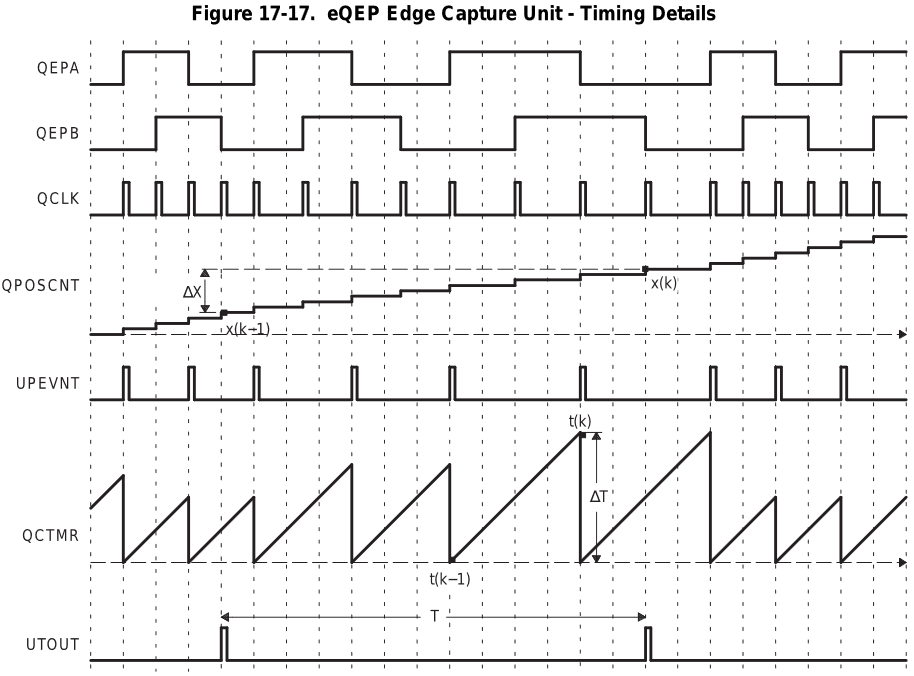 Figure 17-17. eQEP Edge Capture Unit - Timing Details
QEPA
QEPB
QCLK
QPOSCNT
ΔX
x(k)
x(k−1)
UPEVNT
t(k)
ΔT
QCTMR
t(k−1)
T
UTOUT